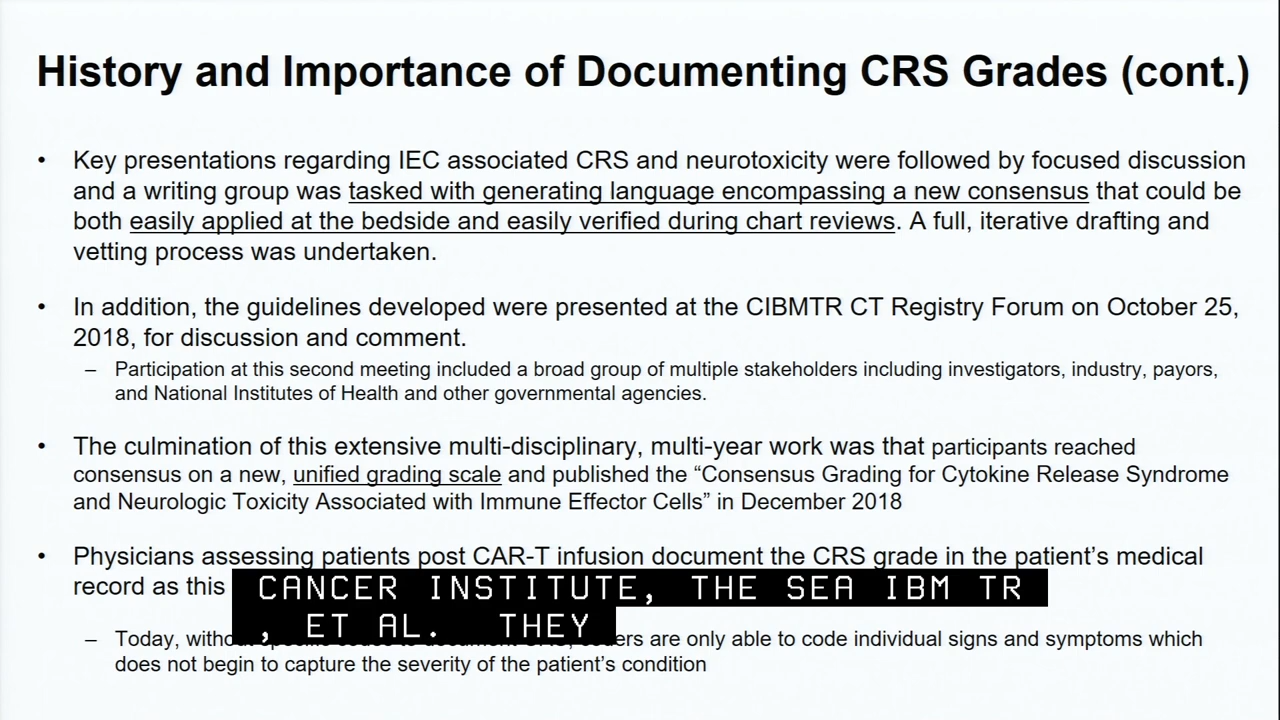 History and Importance of Documenting CRS Grades (cont.)
• Key presentations regarding IEC associated CRS and neurotoxicity were followed by focused discussion
and a writing group was tasked with generating language encompassing a new consensus that could be
both easily applied at the bedside and easily verified during chart reviews. A full, iterative drafting and
vetting process was undertaken.
• In addition, the guidelines developed were presented at the CIBMTR CT Registry Forum on October 25,
2018, for discussion and comment.
– Participation at this second meeting included a broad group of multiple stakeholders including investigators, industry, payors,
and National Institutes of Health and other governmental agencies.
• The culmination of this extensive multi-disciplinary, multi-year work was that participants reached
consensus on a new, unified grading scale and published the “Consensus Grading for Cytokine Release Syndrome
and Neurologic Toxicity Associated with Immune Effector Cells” in December 2018
• Physicians assessing patients post CAR-T infusion document the CRS grade in the patient’s medical
record as this
CANCER INSTITUTE, THE SEA IBM TR
, ET AL. THEY
– Today, are only able to code individual signs and symptoms which
does not begin to capture the severity of the patient’s condition